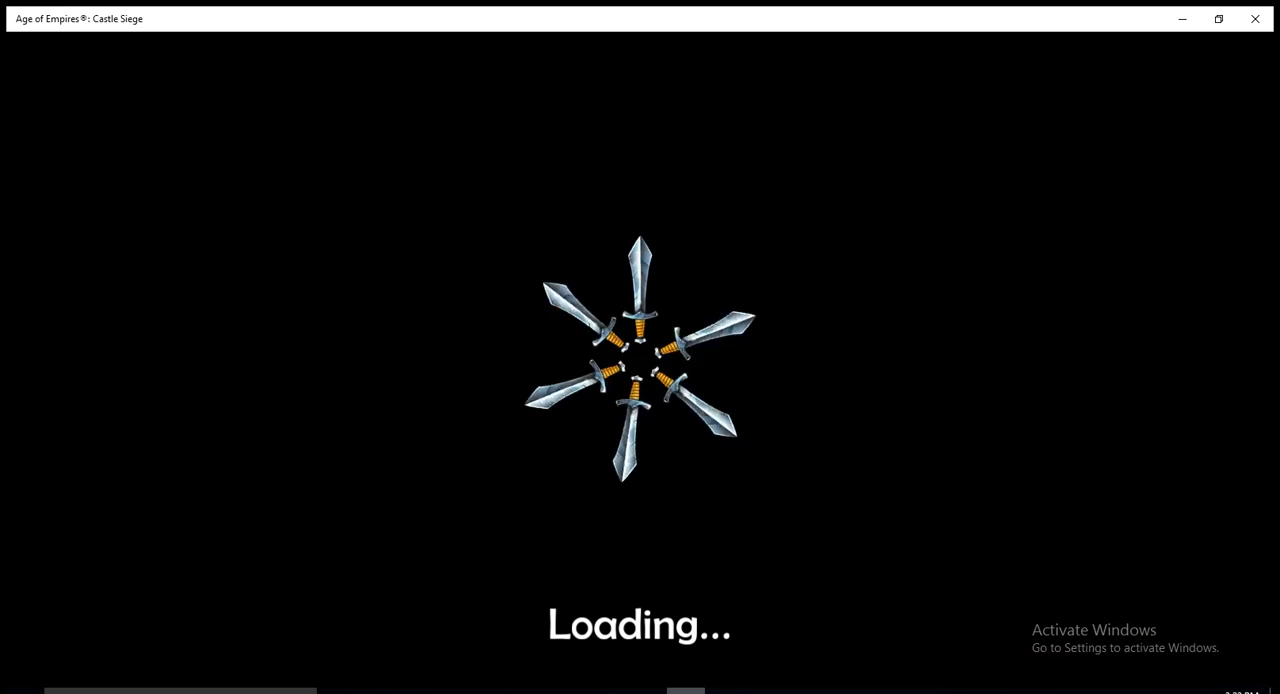 Age of Empires®: Castle Siege
Loading...
Activate Windows
Go to Settings to activate Windows.